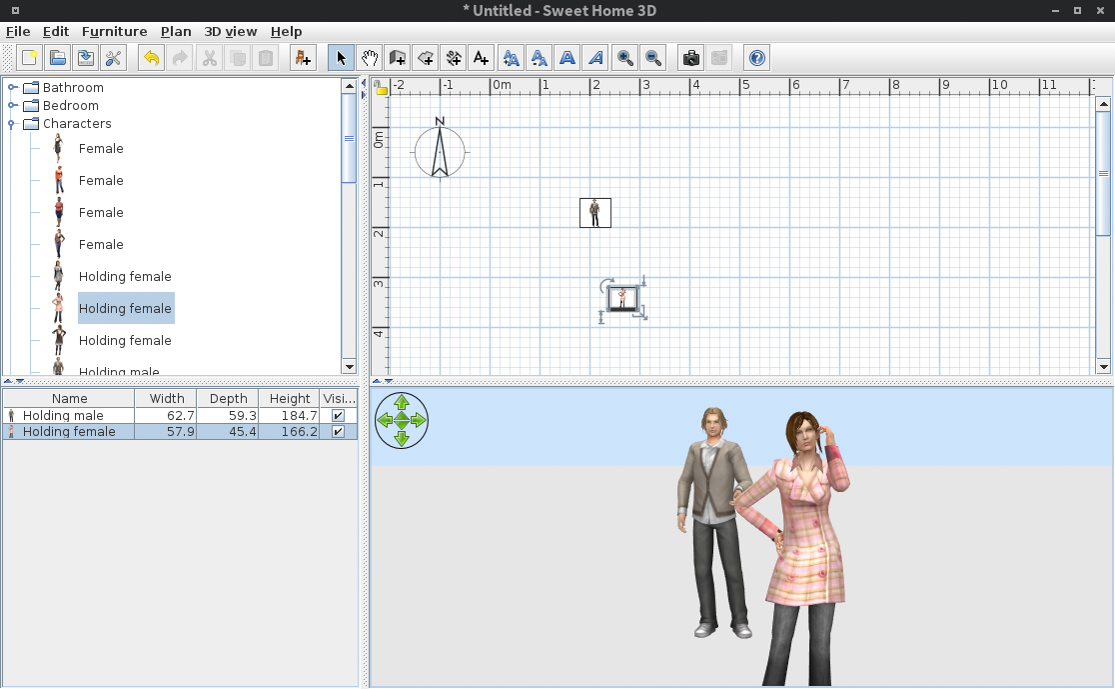 * Untitled - Sweet Home 3D
File Edit Furniture Plan 3D view Help
Bathroom
Bedroom
Characters
Female
Female
Female
Female
Holding female
Holding female
Holding female
Holding male
-2 -1 0m 1 2 3 4 5 6 7 8 9 10 11
N
0m
1
2
3
4
Name Width Depth Height Visi...
Holding male 62.7 59.3 184.7
Holding female 57.9 45.4 166.2